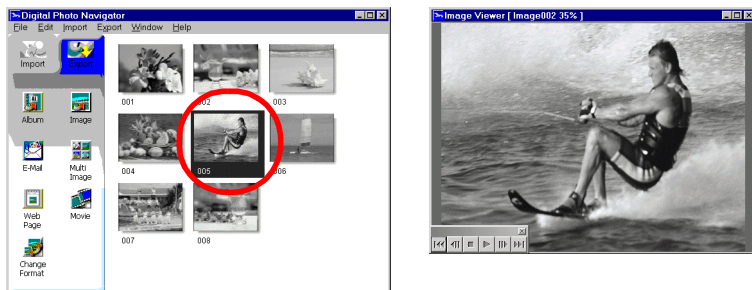 Digital Photo Navigator
File Edit Import Export Window Help
Import Export
001 002 003
Album Image
004 005 006
E-Mail Multi Image
Web Page Movie
007 008
Change Format
Image Viewer [ Image002 35% ]